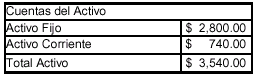 Cuentas del Activo
Activo Fijo $ 2,800.00
Activo Corriente $ 740.00
Total Activo $ 3,540.00